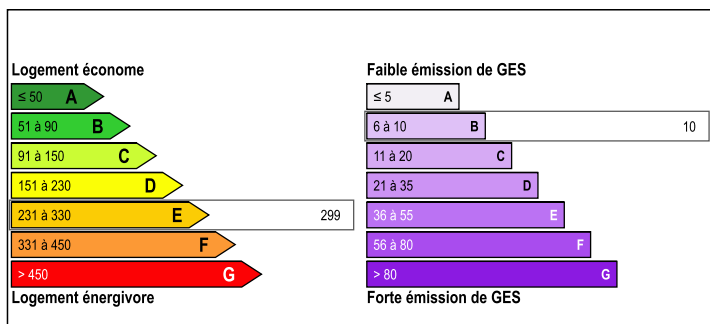 Logement économe
≤ 50 A
51 à 90 B
91 à 150 C
151 à 230 D
231 à 330 E 299
331 à 450 F
> 450 G
Logement énergivore
Faible émission de GES
≤ 5 A
6 à 10 B 10
11 à 20 C
21 à 35 D
36 à 55 E
56 à 80 F
> 80 G
Forte émission de GES